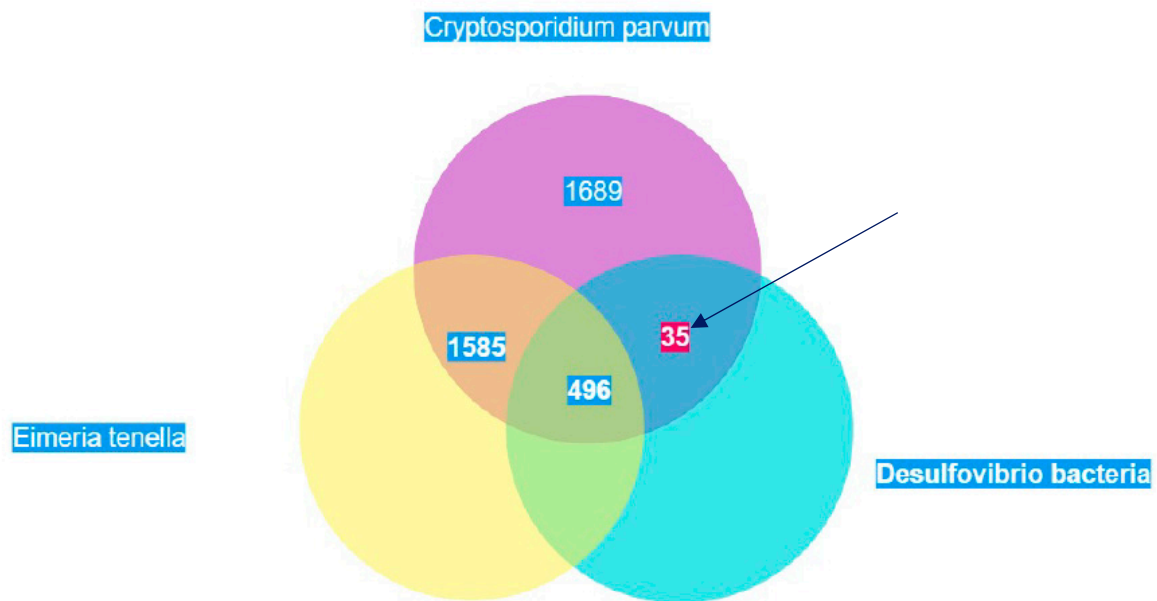 Cryptosporidium parvum
1689
35
1585
496
Eimeria tenella
Desulfovibrio bacteria